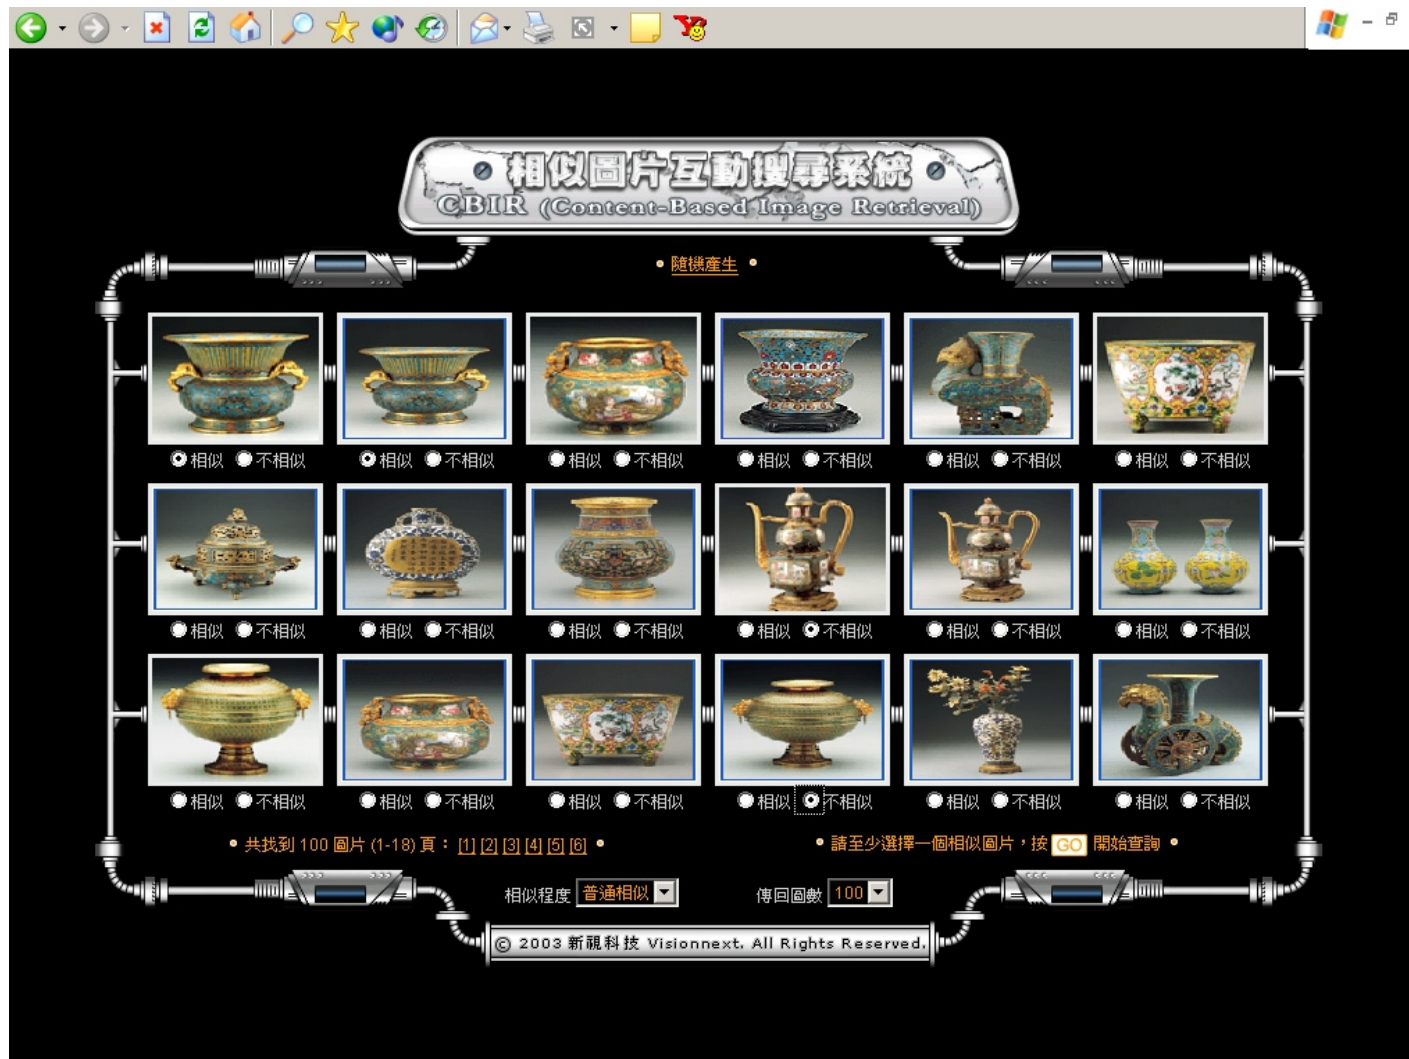 相似圖片互動搜尋系統
CBIR (Content-Based Image Retrieval)
隨機產生
相似 不相似 相似 不相似 相似 不相似 相似 不相似 相似 不相似 相似 不相似
相似 不相似 相似 不相似 相似 不相似 相似 不相似 相似 不相似 相似 不相似
相似 不相似 相似 不相似 相似 不相似 相似 不相似 相似 不相似 相似 不相似
共找到 100 圖片 (1-18) 頁： [1] [2] [3] [4] [5] [6]
請至少選擇一個相似圖片，按 GO 開始查詢
相似程度 普通相似 傳回圖數 100
© 2003 新視科技 Visionnext. All Rights Reserved.